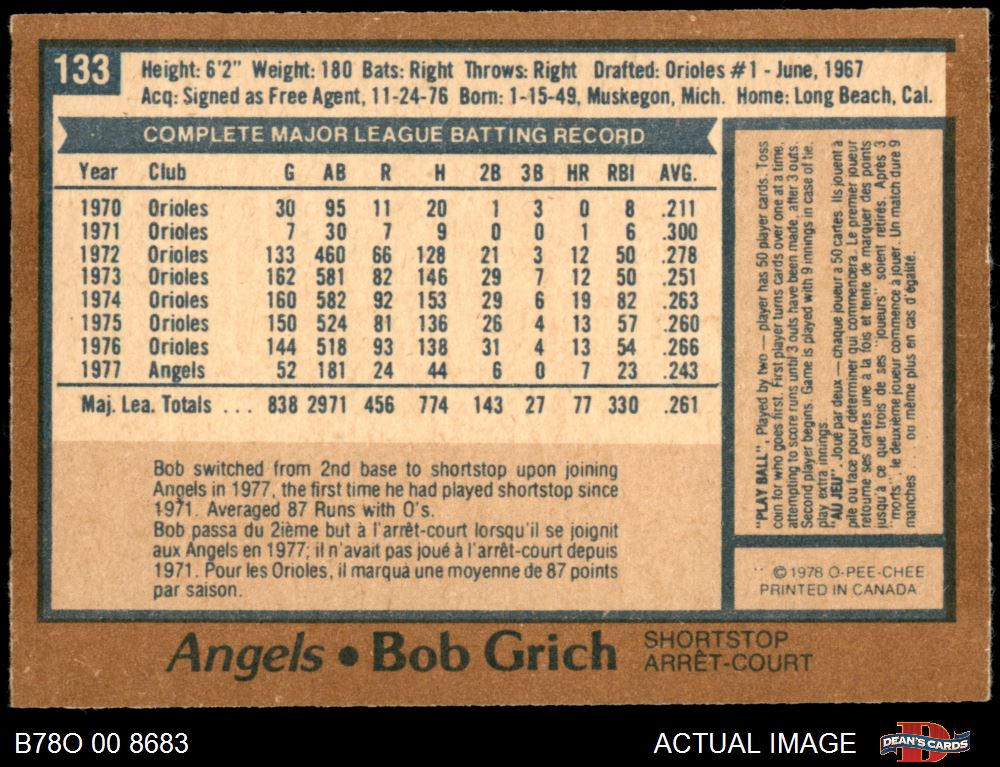 133
Height: 6'2" Weight: 180 Bats: Right Throws: Right Drafted: Orioles #1 - June, 1967
Acq: Signed as Free Agent, 11-24-76 Born: 1-15-49, Muskegon, Mich. Home: Long Beach, Cal.
COMPLETE MAJOR LEAGUE BATTING RECORD
Year Club G AB R H 2B 3B HR RBI AVG.
1970 Orioles 30 95 11 20 1 3 0 8 .211
1971 Orioles 7 30 7 9 0 0 1 6 .300
1972 Orioles 133 460 66 128 21 3 12 50 .278
1973 Orioles 162 581 82 146 29 7 12 50 .251
1974 Orioles 160 582 92 153 29 6 19 82 .263
1975 Orioles 150 524 81 136 26 4 13 57 .260
1976 Orioles 144 518 93 138 31 4 13 54 .266
1977 Angels 52 181 24 44 6 0 7 23 .243
Maj. Lea. Totals ... 838 2971 456 774 143 27 77 330 .261
Bob switched from 2nd base to shortstop upon joining
Angels in 1977, the first time he had played shortstop since
1971. Averaged 87 Runs with O's.
Bob passa du 2ième but à l'arrêt-court lorsqu'il se joignit
aux Angels en 1977; il n'avait pas joué à l'arrêt-court depuis
1971. Pour les Orioles, il marqua une moyenne de 87 points
par saison.
"PLAY BALL", Played by two — player has 50 player cards. Toss
coin for who goes first. First player turns cards over one at a time,
attempting to score runs until 3 outs have been made, after 3 outs
Second player begins. Game is played with 9 innings in case of tie,
play extra innings.
"AU JEU". Joué par deux — chaque joueur a 50 cartes. Ils jouent à
pile ou face pour déterminer qui commencera. Le premier joueur
retourne ses cartes une à la fois et tente de marquer des points
jusqu'à ce que trois de ses "joueurs" soient retirés. Après 3
"morts", le deuxième joueur commence à jouer. Un match dure 9
manches ... ou même plus en cas d'égalité.
© 1978 O-PEE-CHEE
PRINTED IN CANADA
Angels • Bob Grich SHORTSTOP
ARRÊT-COURT
B78O 00 8683
ACTUAL IMAGE
DEAN'S CARDS